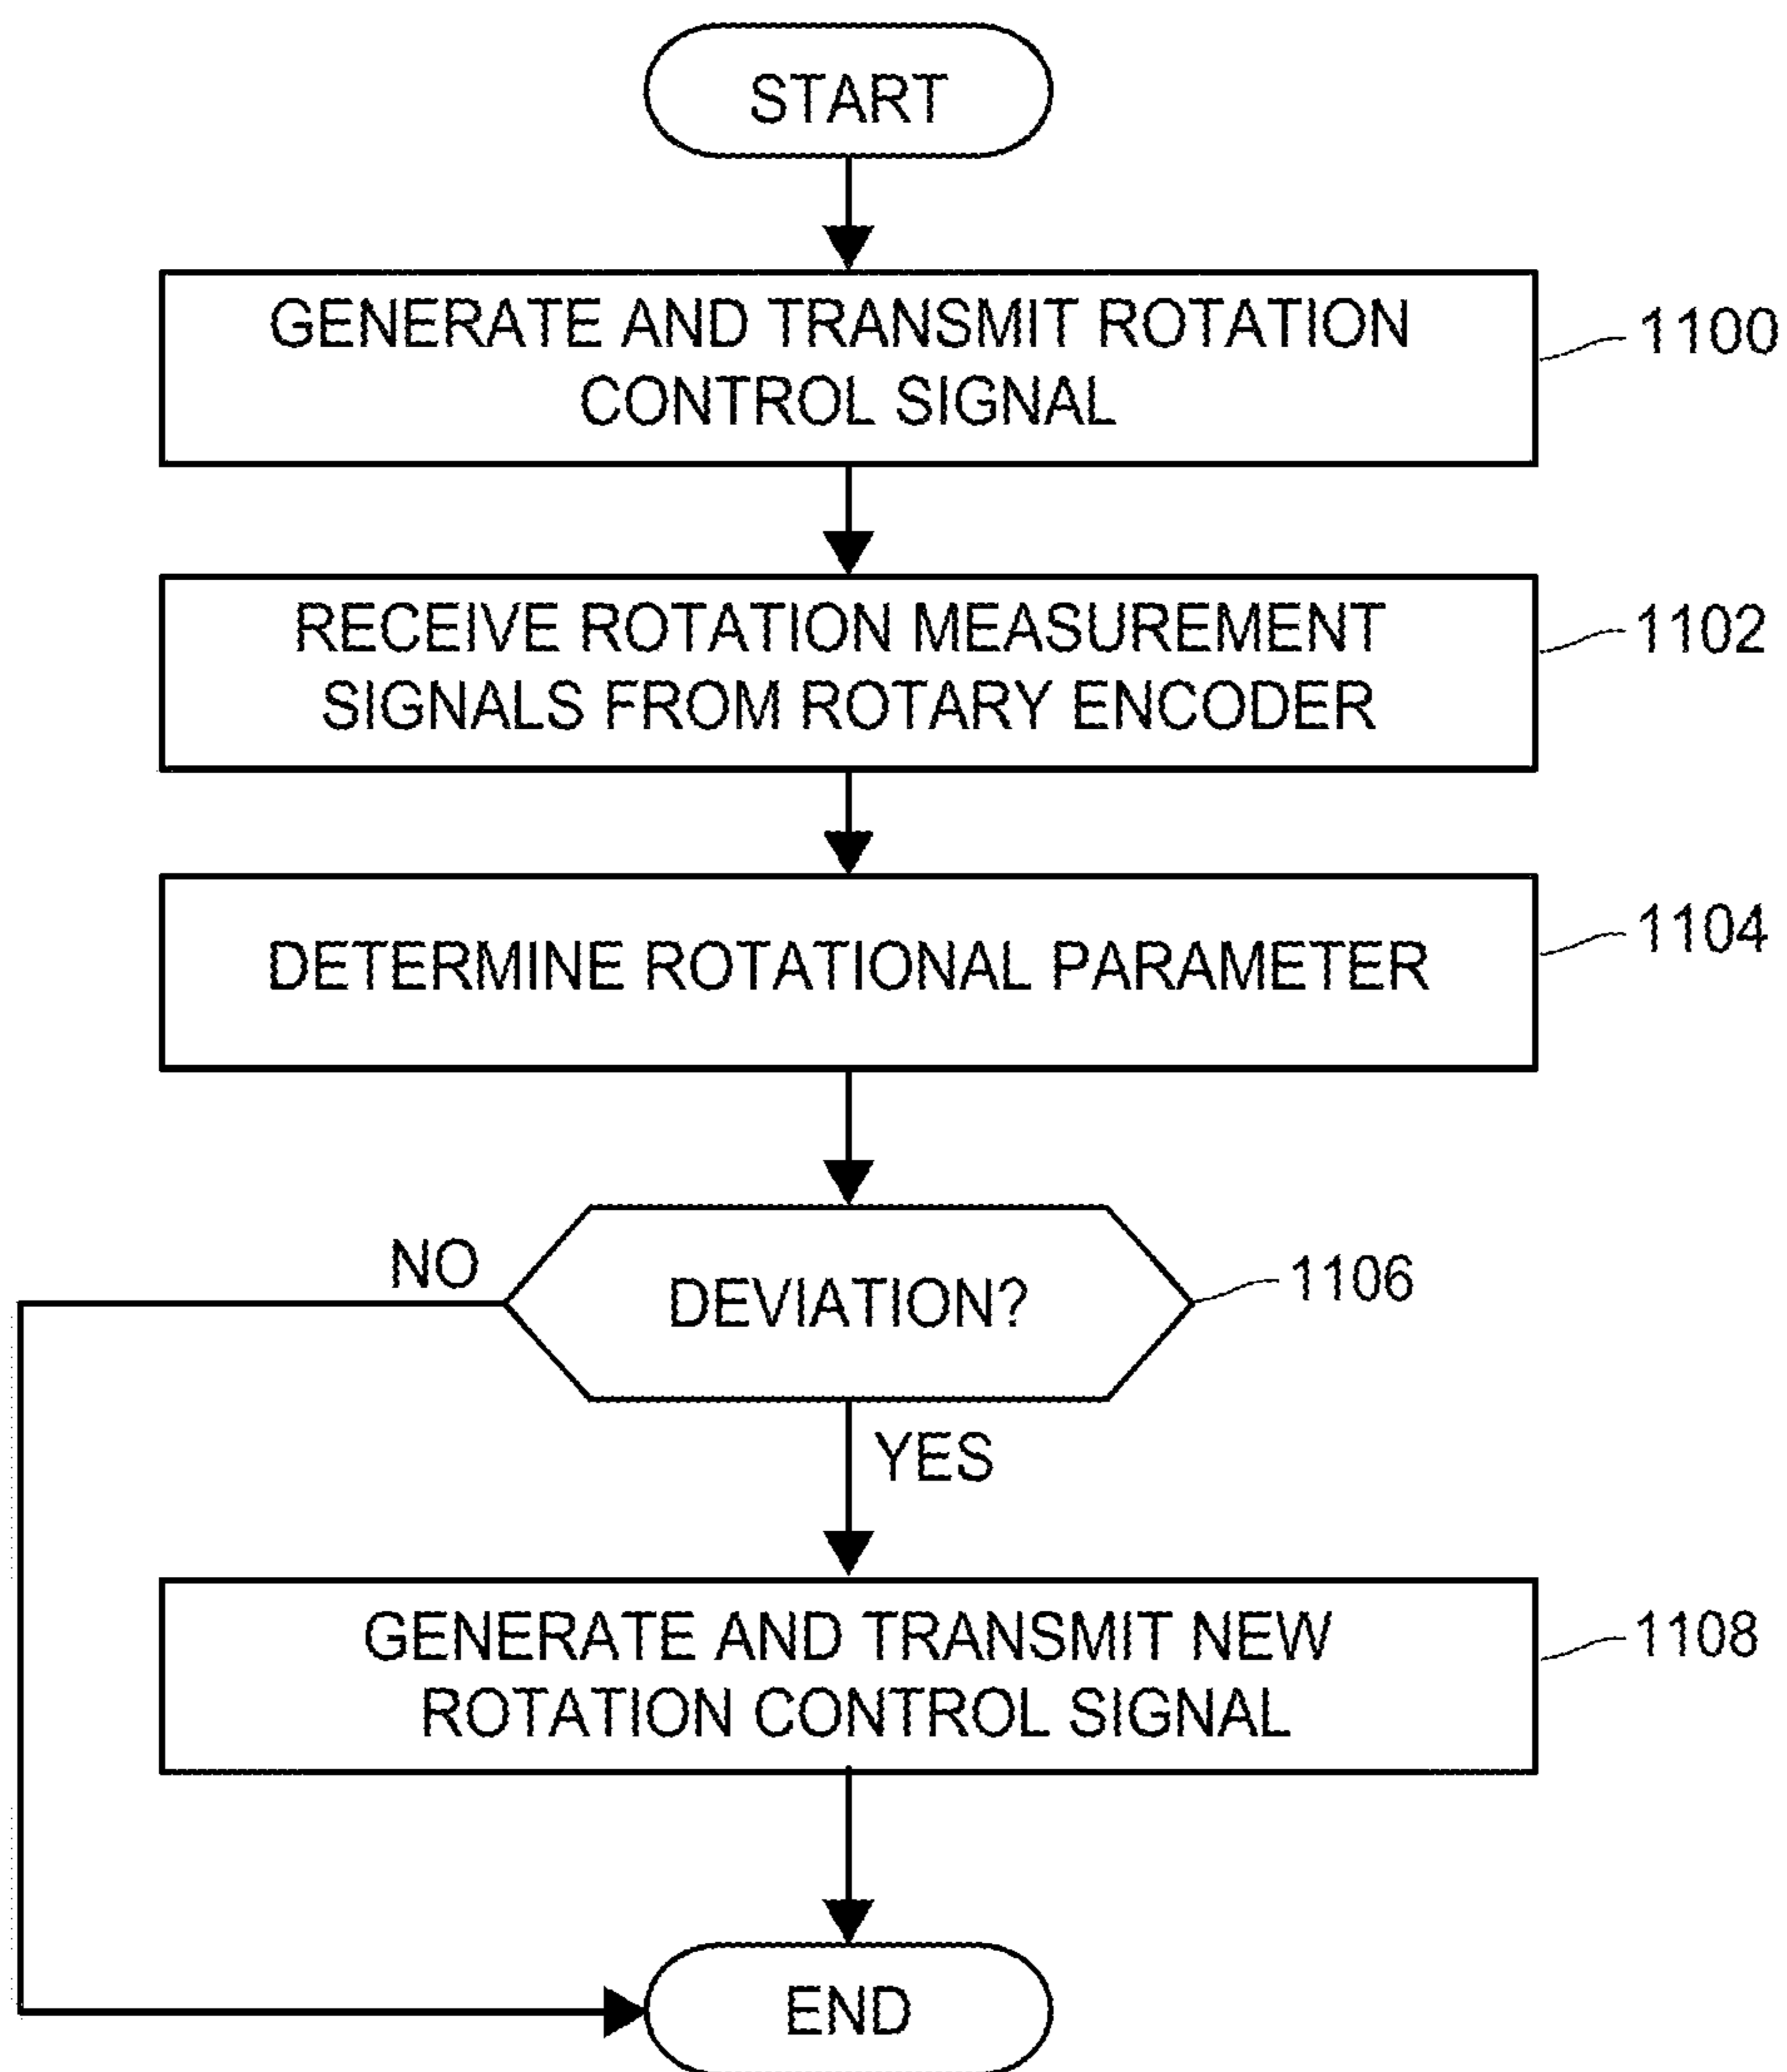 START
GENERATE AND TRANSMIT ROTATION
CONTROL SIGNAL
1100
RECEIVE ROTATION MEASUREMENT
SIGNALS FROM ROTARY ENCODER
1102
DETERMINE ROTATIONAL PARAMETER
1104
NO
DEVIATION?
1106
YES
GENERATE AND TRANSMIT NEW
ROTATION CONTROL SIGNAL
1108
END